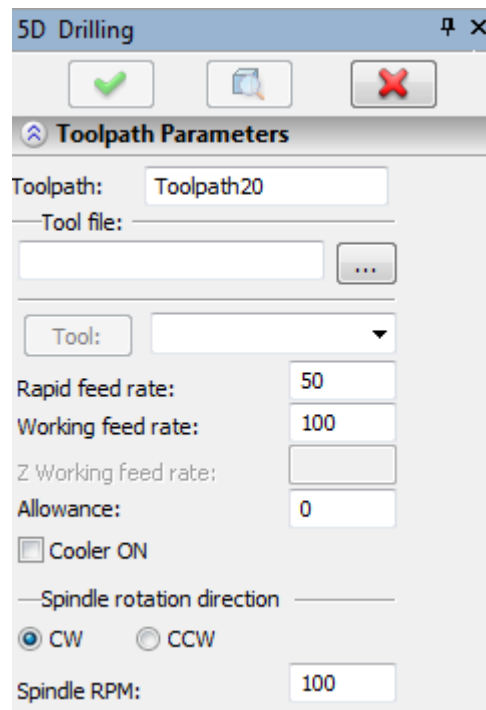 5D Drilling
Toolpath Parameters
Toolpath: Toolpath20
Tool file:
...
Tool:
Rapid feed rate: 50
Working feed rate: 100
Z Working feed rate:
Allowance: 0
Cooler ON
Spindle rotation direction
CW CCW
Spindle RPM: 100